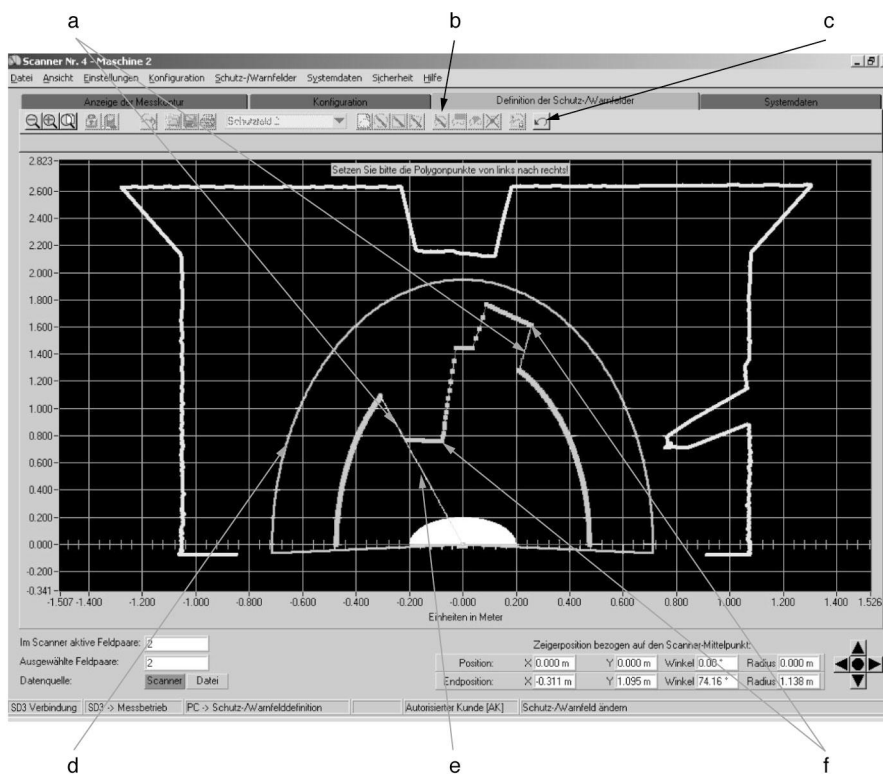 a b c
Scanner Nr. 4 - Maschine 2
Datei Ansicht Einstellungen Konfiguration Schutz-/Warnfelder Systemdaten Sicherheit Hilfe
Anzeige der Messkontur Konfiguration Definition der Schutz-/Warnfelder Systemdaten
Schutzfeld 2
Setzen Sie bitte die Polygonpunkte von links nach rechts!
2.823
2.600
2.400
2.200
2.000
1.800
1.600
1.400
1.200
1.000
0.800
0.600
0.400
0.200
0.000
-0.200
-0.341
-1.507 -1.400 -1.200 -1.000 -0.800 -0.600 -0.400 -0.200 -0.000 0.200 0.400 0.600 0.800 1.000 1.200 1.400 1.526
Einheiten in Meter
Im Scanner aktive Feldpaare: 2
Ausgewählte Feldpaare: 2
Datenquelle: Scanner Datei
Zeigerposition bezogen auf den Scanner-Mittelpunkt:
Position: X 0.000 m Y 0.000 m Winkel 0.00 ° Radius 0.000 m
Endposition: X -0.311 m Y 1.095 m Winkel 74.16 ° Radius 1.138 m
SD3 Verbindung SD3 -> Messbetrieb PC -> Schutz-/Warnfelddefinition Autorisierter Kunde [AK] Schutz-/Warnfeld ändern
d e f